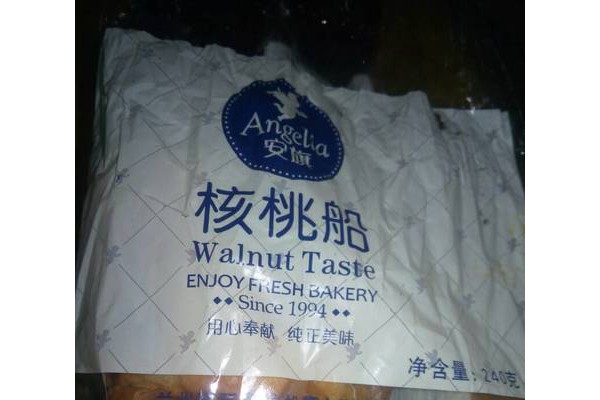 Angelia
安旗
核桃船
Walnut Taste
ENJOY FRESH BAKERY
Since 1994
用心奉献 纯正美味
净含量：240克